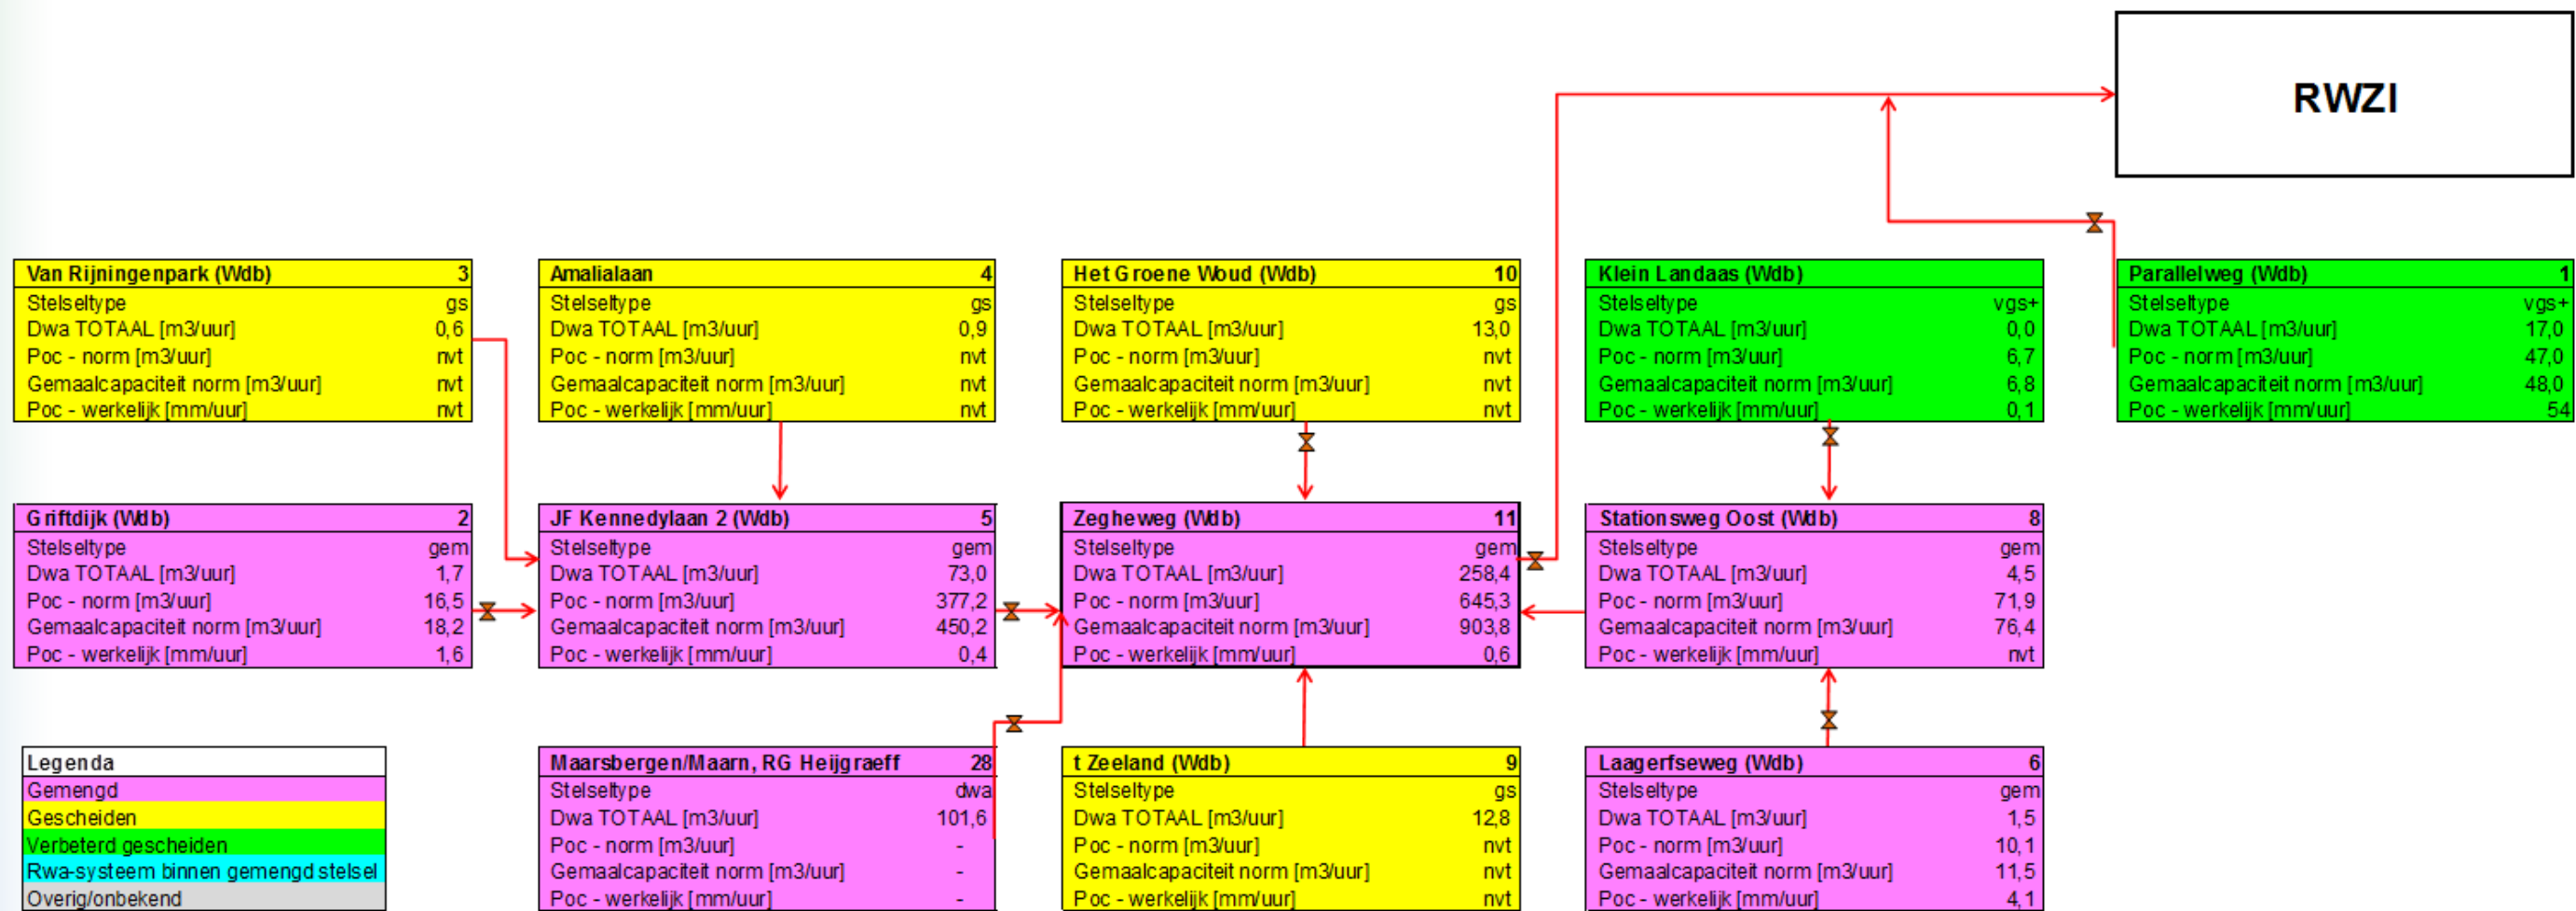 RWZI
Van Rijningenpark (Wdb) 3
Stelseltype gs
Dwa TOTAAL [m3/uur] 0,6
Poc - norm [m3/uur] nvt
Gemaalcapaciteit norm [m3/uur] nvt
Poc - werkelijk [mm/uur] nvt
Amalialaan 4
Stelseltype gs
Dwa TOTAAL [m3/uur] 0,9
Poc - norm [m3/uur] nvt
Gemaalcapaciteit norm [m3/uur] nvt
Poc - werkelijk [mm/uur] nvt
Het Groene Woud (Wdb) 10
Stelseltype gs
Dwa TOTAAL [m3/uur] 13,0
Poc - norm [m3/uur] nvt
Gemaalcapaciteit norm [m3/uur] nvt
Poc - werkelijk [mm/uur] nvt
Klein Landaas (Wdb)
Stelseltype vgs+
Dwa TOTAAL [m3/uur] 0,0
Poc - norm [m3/uur] 6,7
Gemaalcapaciteit norm [m3/uur] 6,8
Poc - werkelijk [mm/uur] 0,1
Parallelweg (Wdb) 1
Stelseltype vgs+
Dwa TOTAAL [m3/uur] 17,0
Poc - norm [m3/uur] 47,0
Gemaalcapaciteit norm [m3/uur] 48,0
Poc - werkelijk [mm/uur] 54
Griftdijk (Wdb) 2
Stelseltype gem
Dwa TOTAAL [m3/uur] 1,7
Poc - norm [m3/uur] 16,5
Gemaalcapaciteit norm [m3/uur] 18,2
Poc - werkelijk [mm/uur] 1,6
JF Kennedylaan 2 (Wdb) 5
Stelseltype gem
Dwa TOTAAL [m3/uur] 73,0
Poc - norm [m3/uur] 377,2
Gemaalcapaciteit norm [m3/uur] 450,2
Poc - werkelijk [mm/uur] 0,4
Zegheweg (Wdb) 11
Stelseltype gem
Dwa TOTAAL [m3/uur] 258,4
Poc - norm [m3/uur] 645,3
Gemaalcapaciteit norm [m3/uur] 903,8
Poc - werkelijk [mm/uur] 0,6
Stationsweg Oost (Wdb) 8
Stelseltype gem
Dwa TOTAAL [m3/uur] 4,5
Poc - norm [m3/uur] 71,9
Gemaalcapaciteit norm [m3/uur] 76,4
Poc - werkelijk [mm/uur] nvt
Legenda
Gemengd
Gescheiden
Verbeterd gescheiden
Rwa-systeem binnen gemengd stelsel
Overig/onbekend
Maarsbergen/Maarn, RG Heijgraeff 28
Stelseltype dwa
Dwa TOTAAL [m3/uur] 101,6
Poc - norm [m3/uur] -
Gemaalcapaciteit norm [m3/uur] -
Poc - werkelijk [mm/uur] -
t Zeeland (Wdb) 9
Stelseltype gs
Dwa TOTAAL [m3/uur] 12,8
Poc - norm [m3/uur] nvt
Gemaalcapaciteit norm [m3/uur] nvt
Poc - werkelijk [mm/uur] nvt
Laagerfseweg (Wdb) 6
Stelseltype gem
Dwa TOTAAL [m3/uur] 1,5
Poc - norm [m3/uur] 10,1
Gemaalcapaciteit norm [m3/uur] 11,5
Poc - werkelijk [mm/uur] 4,1